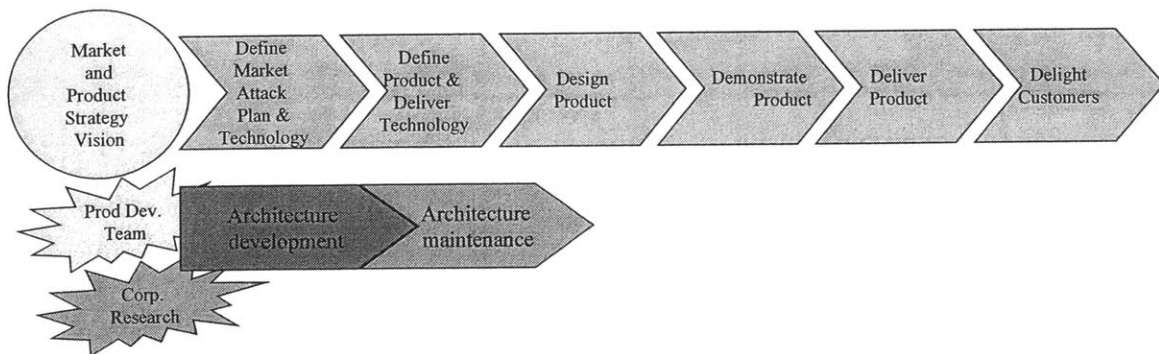 Market
and
Product
Strategy
Vision
Define
Market
Attack
Plan &
Technology
Define
Product &
Deliver
Technology
Design
Product
Demonstrate
Product
Deliver
Product
Delight
Customers
Prod Dev.
Team
Architecture
development
Architecture
maintenance
Corp.
Research